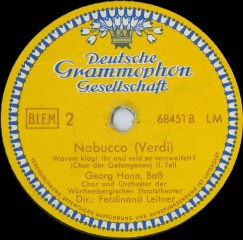 Deutsche
Grammophon
Gesellschaft
B.I.E.M. 2 68451 B LM
Nabucco (Verdi)
Warum klagt ihr und seid so verzweifelt?
(Chor der Gefangenen) II. Teil
Georg Hann, Baß
Chor und Orchester der
Württembergischen Staatstheater
Dir.: Ferdinand Leitner